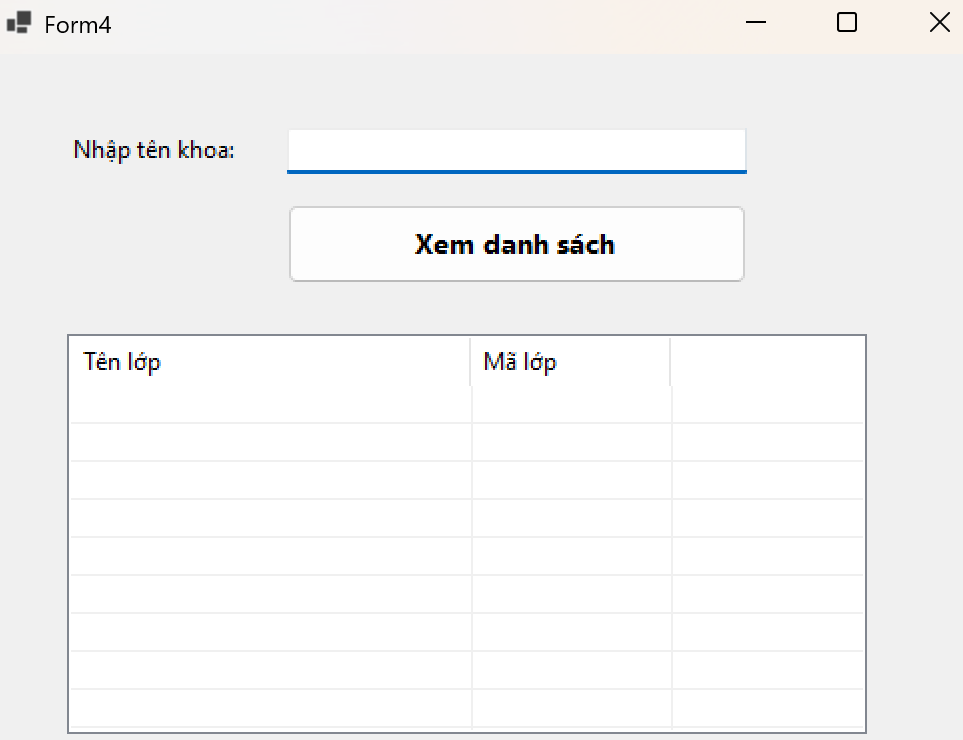 Form4
Nhập tên khoa:
Xem danh sách
Tên lớp Mã lớp